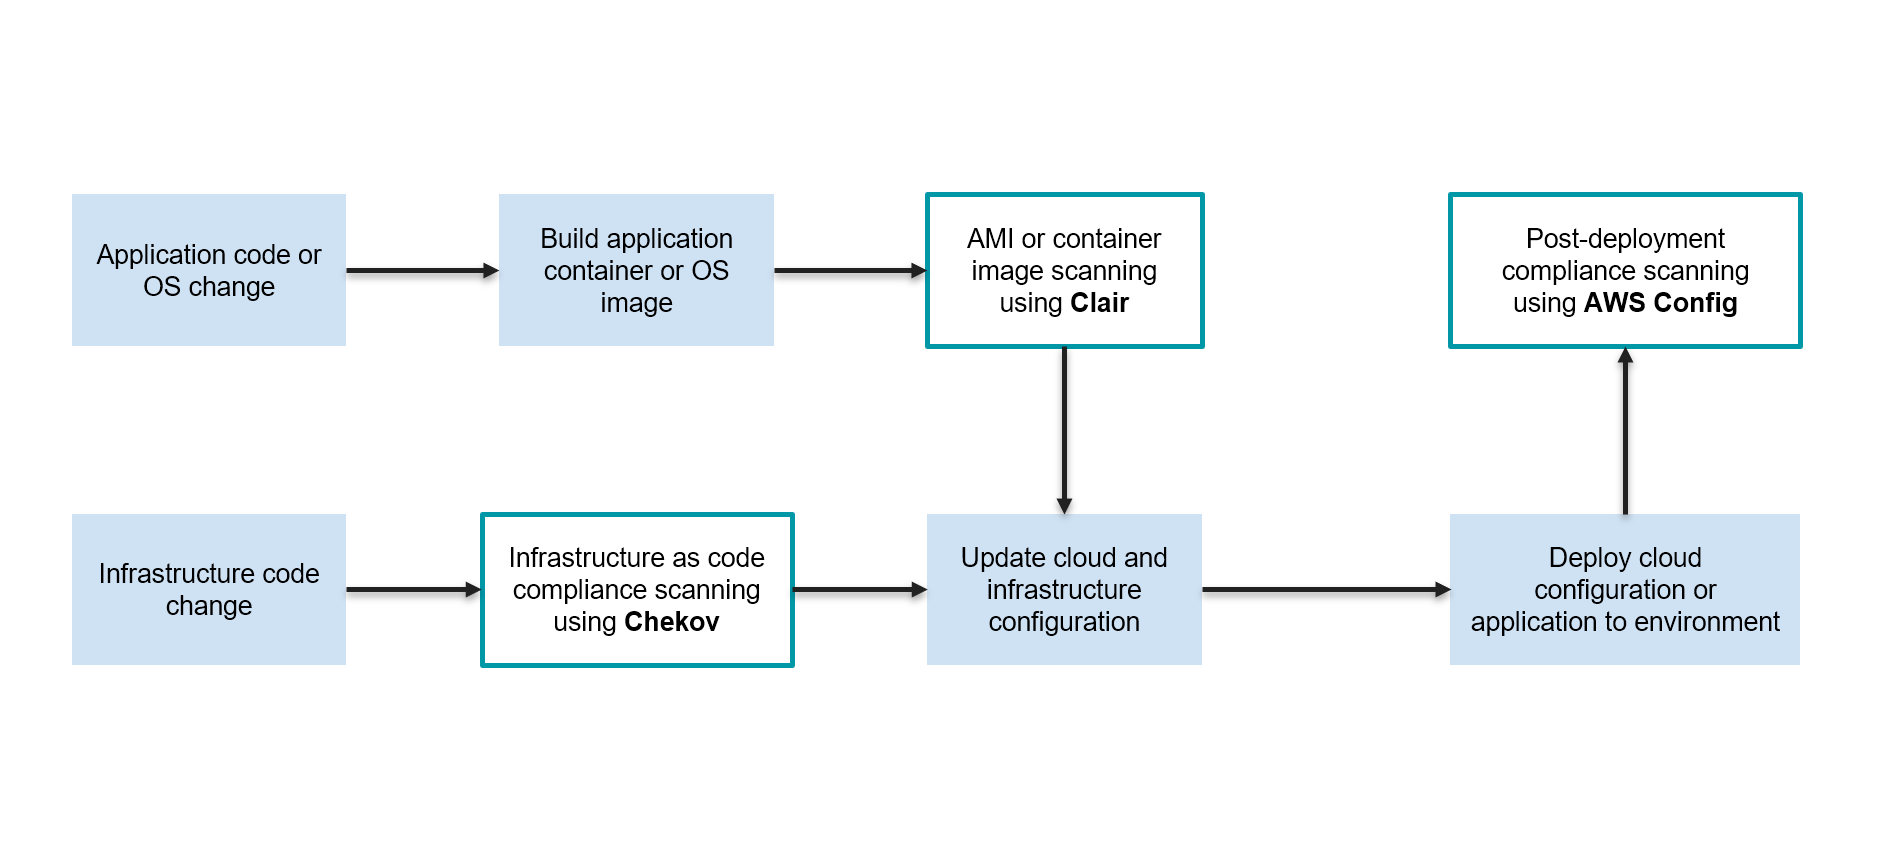 Application code or
OS change
Build application
container or OS
image
AMI or container
image scanning
using Clair
Post-deployment
compliance scanning
using AWS Config
Infrastructure code
change
Infrastructure as code
compliance scanning
using Chekov
Update cloud and
infrastructure
configuration
Deploy cloud
configuration or
application to environment